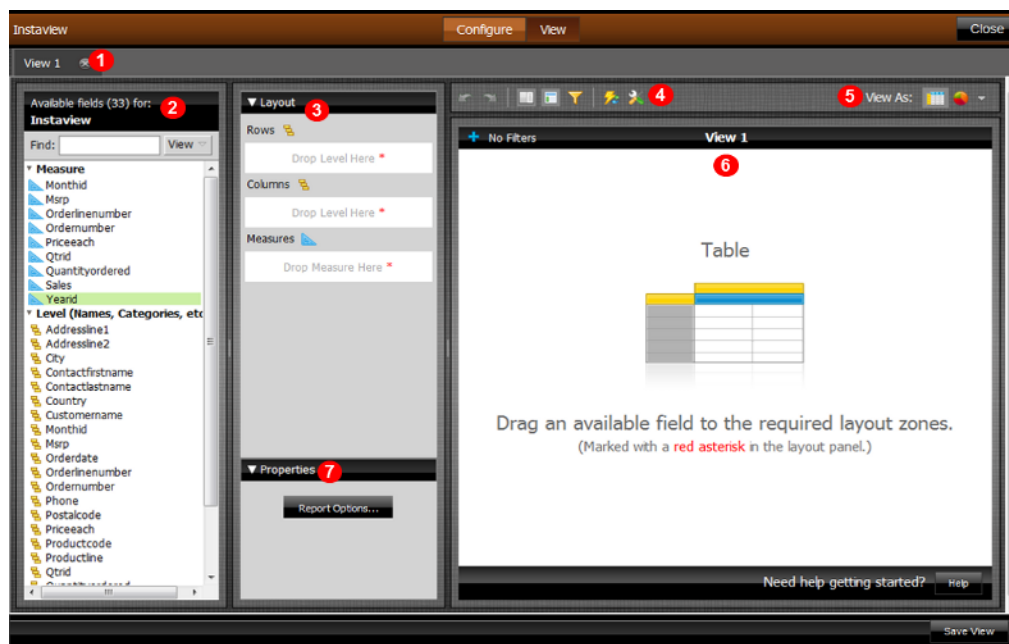 Instaview
Configure
View
Close
View 1
1
Available fields (33) for:
2
Instaview
Find:
View
Measure
Monthid
Msrp
Orderlinenumber
Ordernumber
Priceeach
Qtrid
Quantityordered
Sales
Yearid
Level (Names, Categories, etc
Addressline1
Addressline2
City
Contactfirstname
Contactlastname
Country
Customername
Monthid
Msrp
Orderdate
Orderlinenumber
Ordernumber
Phone
Postalcode
Priceeach
Productcode
Productline
Qtrid
Layout
3
Rows
Drop Level Here *
Columns
Drop Level Here *
Measures
Drop Measure Here *
Properties
7
Report Options...
4
5
View As:
No Filters
View 1
6
Table
Drag an available field to the required layout zones.
(Marked with a red asterisk in the layout panel.)
Need help getting started?
Help
Save View